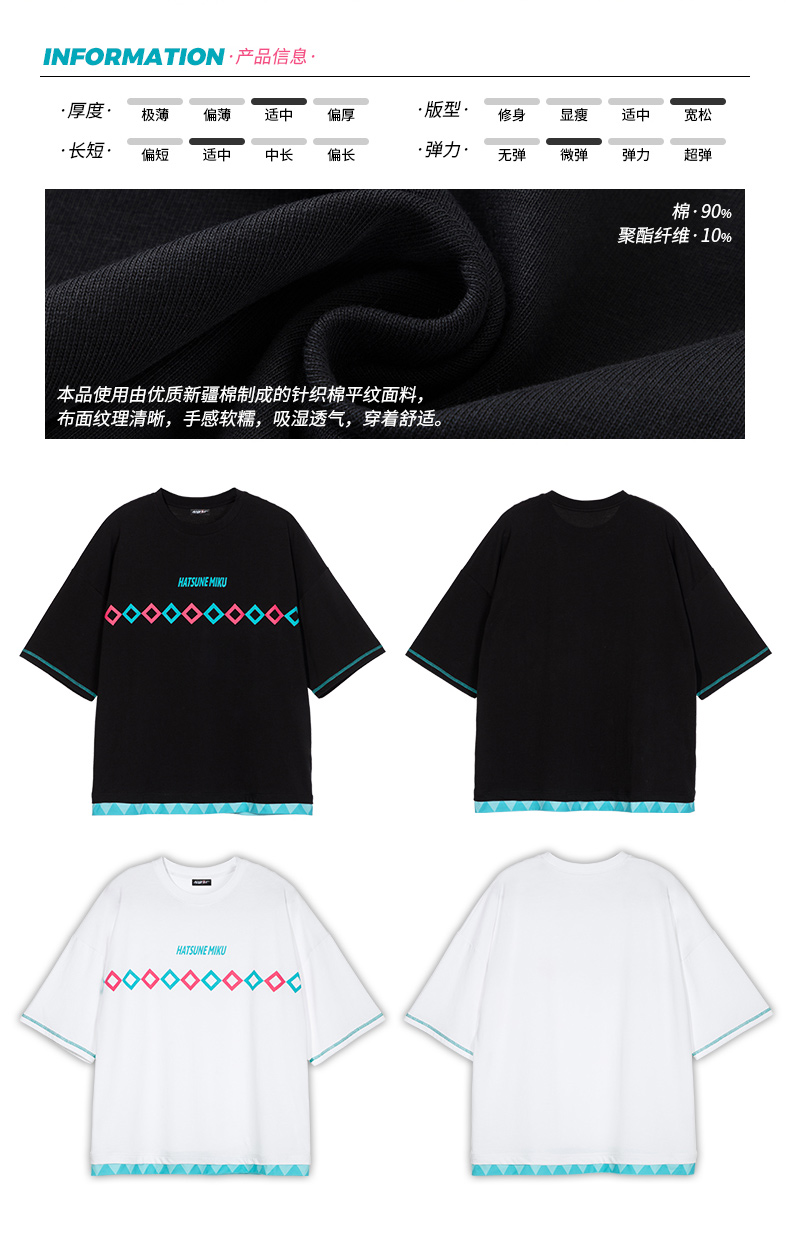 INFORMATION ·产品信息·
·厚度· 极薄 偏薄 适中 偏厚
·版型· 修身 显瘦 适中 宽松
·长短· 偏短 适中 中长 偏长
·弹力· 无弹 微弹 弹力 超弹
棉·90%
聚酯纤维·10%
本品使用由优质新疆棉制成的针织棉平纹面料，
布面纹理清晰，手感软糯，吸湿透气，穿着舒适。
HATSUNE MIKU
HATSUNE MIKU